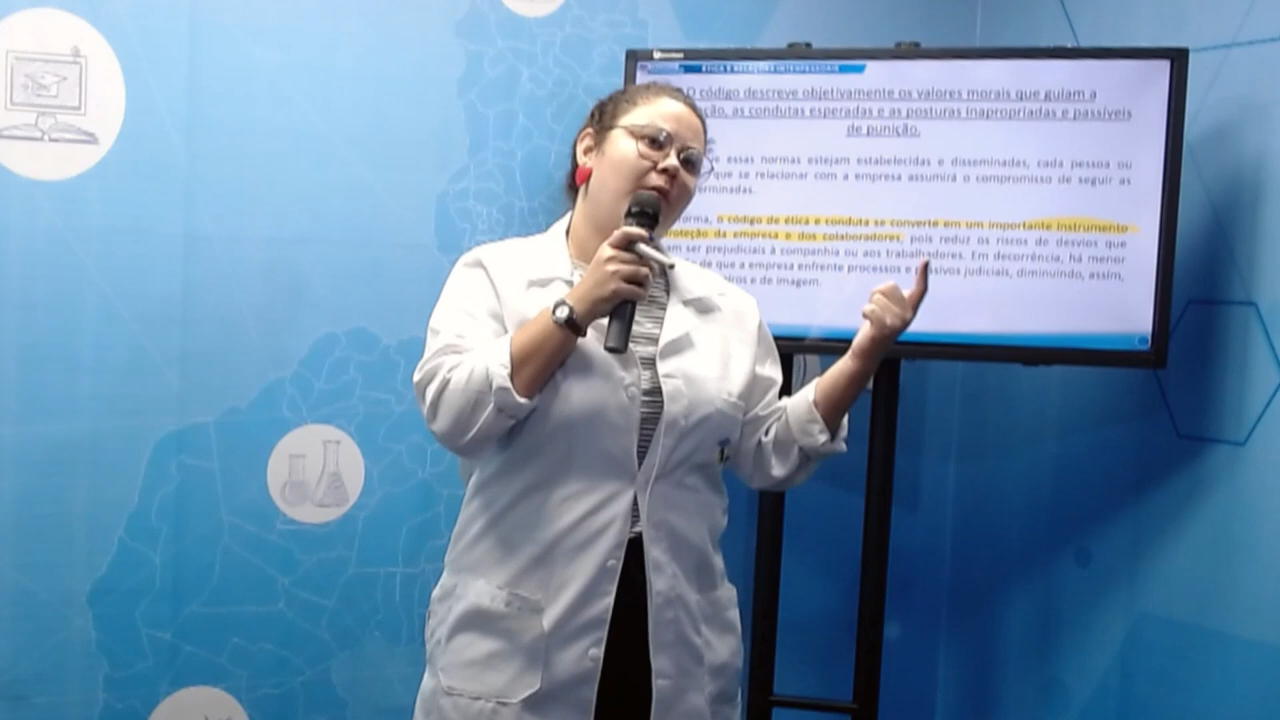 ÉTICA E RELAÇÕES INTERPESSOAIS
O código descreve objetivamente os valores morais que guiam a
as condutas esperadas e as posturas inapropriadas e passíveis
de punição.
essas normas estejam estabelecidas e disseminadas, cada pessoa ou
que se relacionar com a empresa assumirá o compromisso de seguir as
forma, o código de ética e conduta se converte em um importante instrumento
proteção da empresa e dos colaboradores, pois reduz os riscos de desvios que
ser prejudiciais à companhia ou aos trabalhadores. Em decorrência, há menor
de que a empresa enfrente processos e judiciais, diminuindo, assim,
e de imagem.